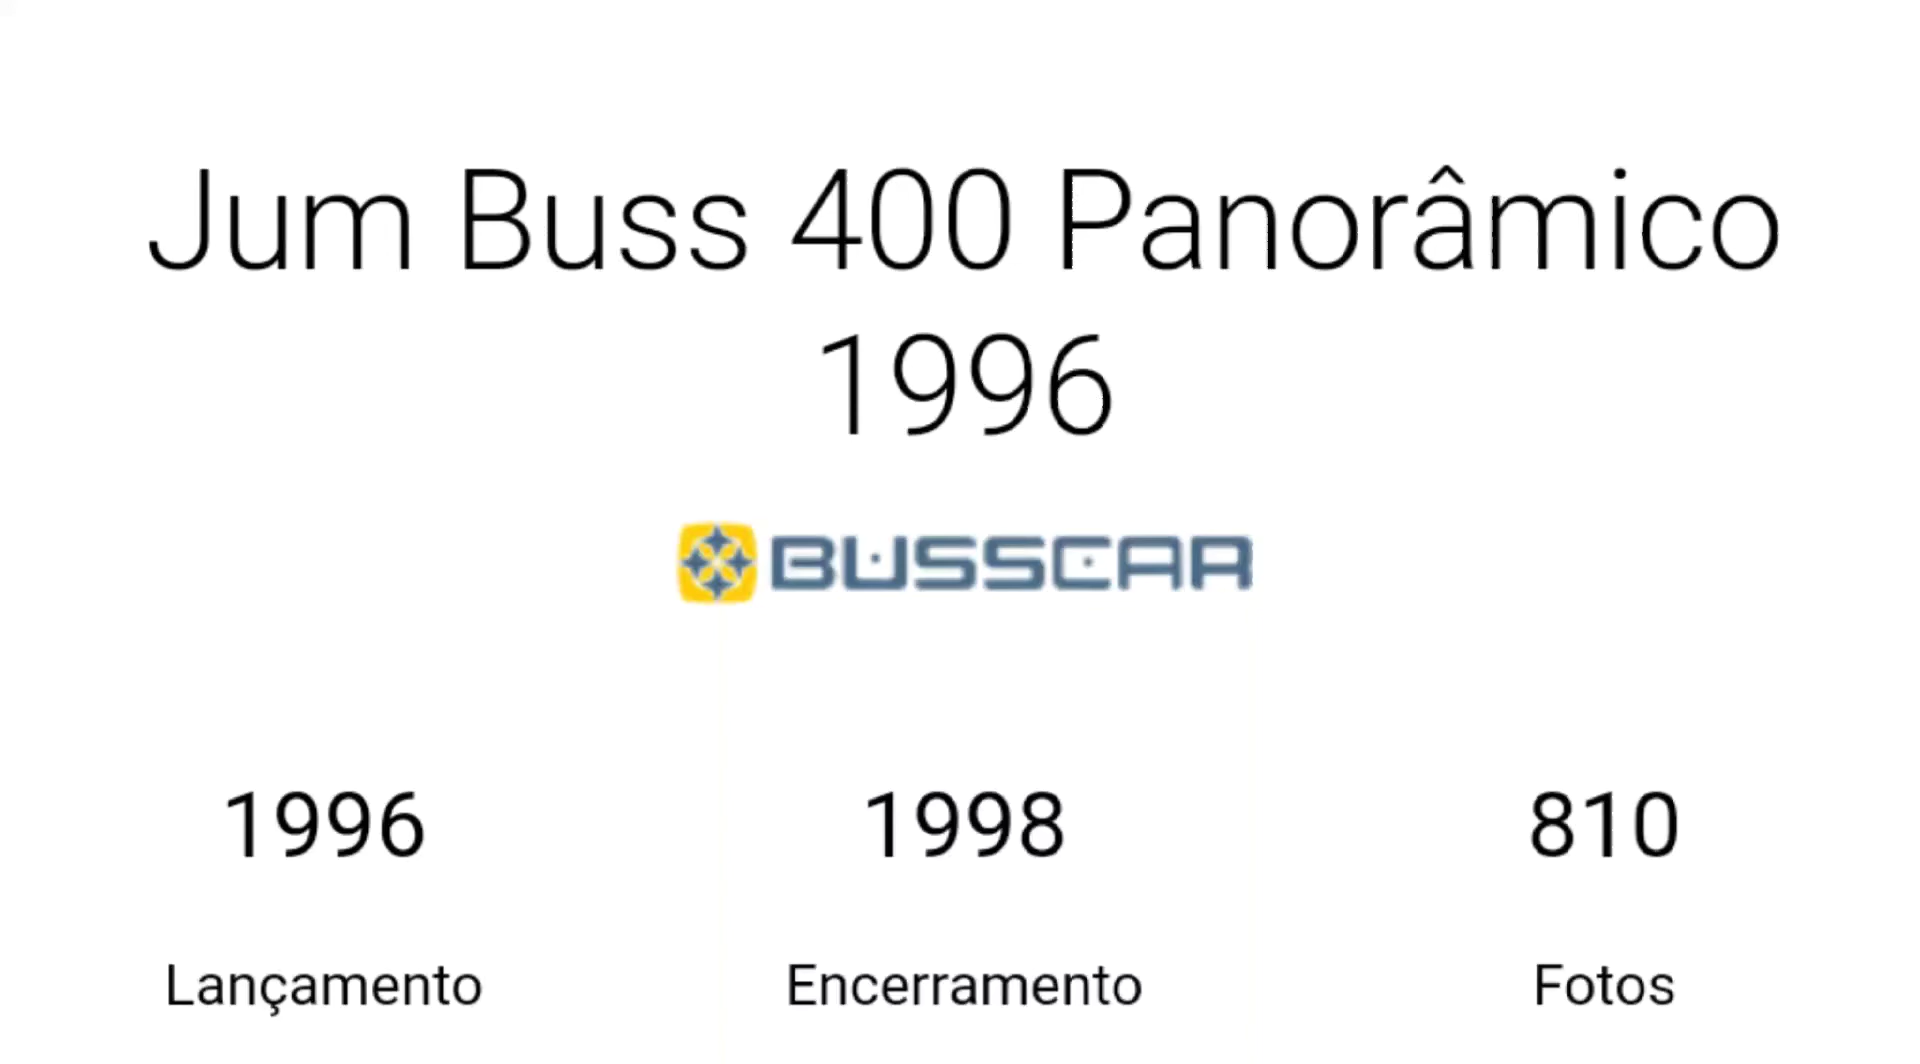 Jum Buss 400 Panorâmico
1996
BUSSCAR
1996
1998
810
Lançamento
Encerramento
Fotos